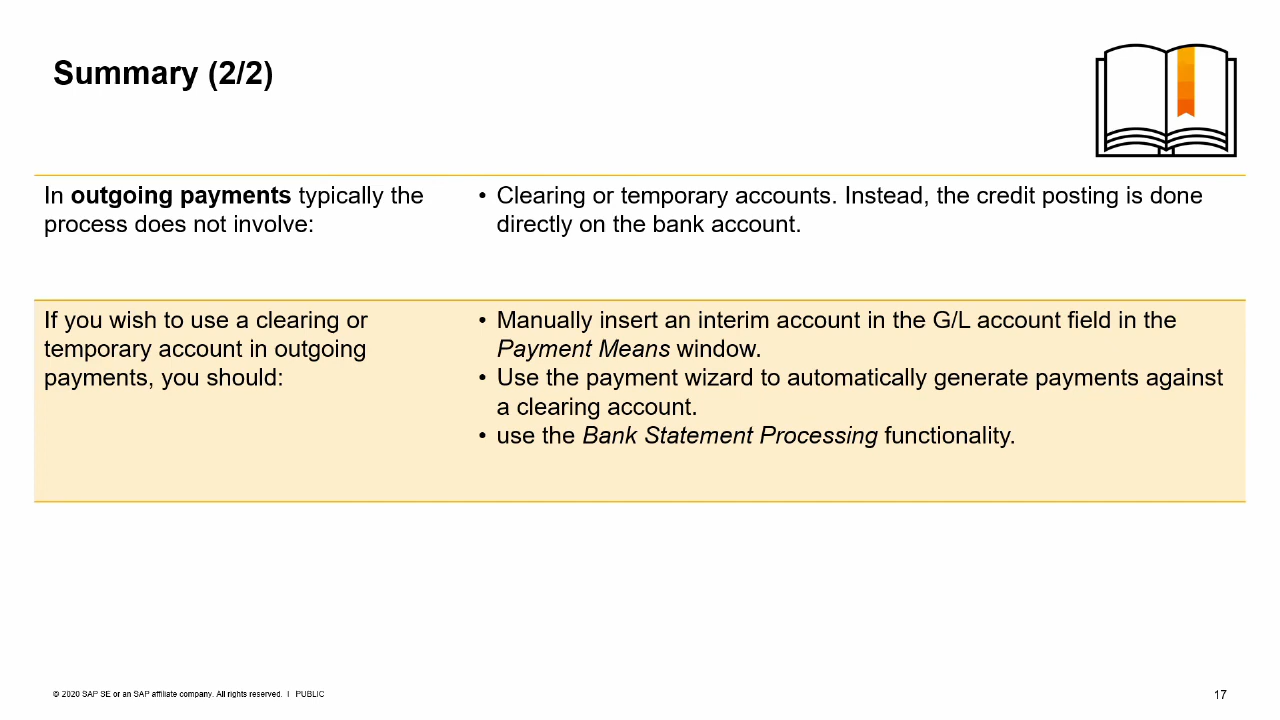 Summary (2/2)
In outgoing payments typically the
process does not involve:
• Clearing or temporary accounts. Instead, the credit posting is done
directly on the bank account.
If you wish to use a clearing or
temporary account in outgoing
payments, you should:
• Manually insert an interim account in the G/L account field in the
Payment Means window.
• Use the payment wizard to automatically generate payments against
a clearing account.
• use the Bank Statement Processing functionality.
© 2020 SAP SE or an SAP affiliate company. All rights reserved. I PUBLIC
17